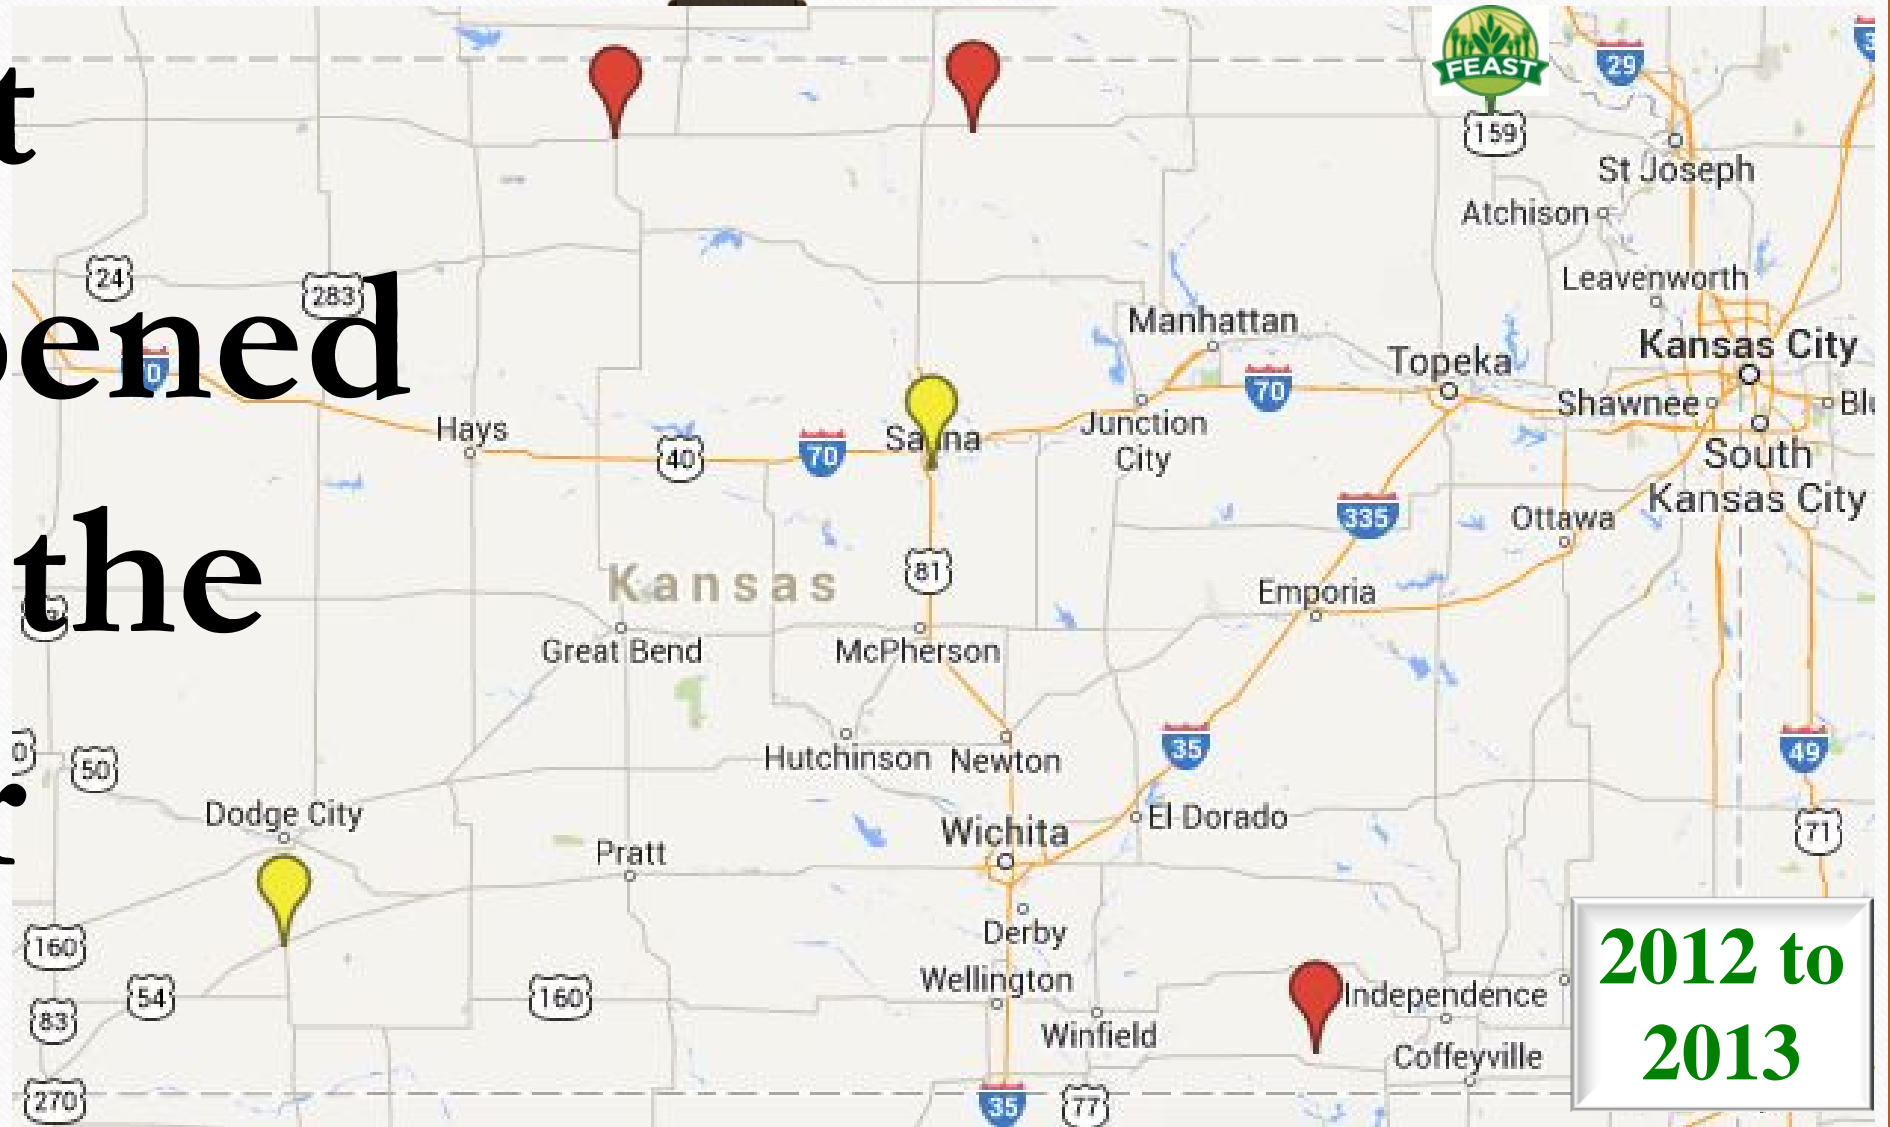 FEAST
29
159
St Joseph
Atchison
24
283
Leavenworth
Manhattan
Kansas City
Topeka
70
Shawnee
Hays
40
70
Junction
City
South
Kansas City
335
Ottawa
the
81
Kansas
Emporia
Great Bend
McPherson
50
Hutchinson
Newton
35
49
Dodge City
El Dorado
Wichita
71
Pratt
Derby
160
54
160
83
Wellington
Independence
Winfield
Coffeyville
270
35
77
2012 to
2013